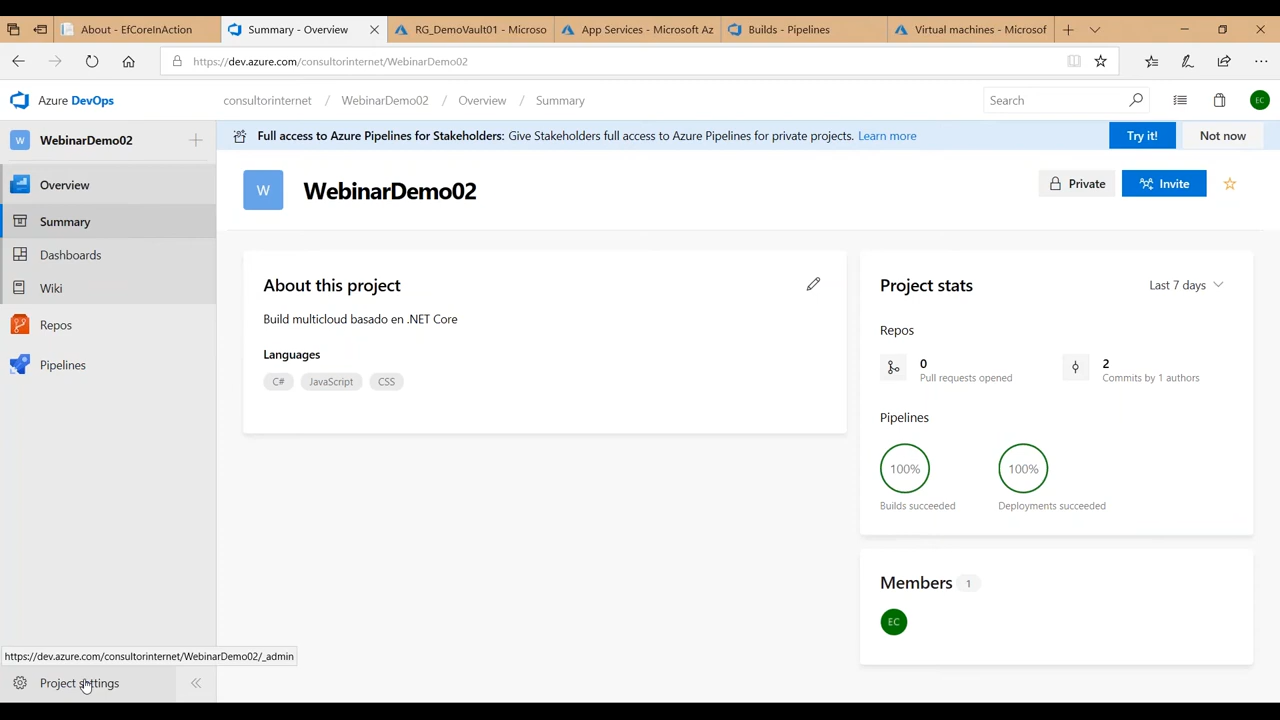 About - EfCoreInAction
Summary - Overview
RG_DemoVault01 - Microso
App Services - Microsoft Az
Builds - Pipelines
Virtual machines - Microsof
https://dev.azure.com/consultorinternet/WebinarDemo02
Azure DevOps
consultorinternet / WebinarDemo02 / Overview / Summary
Search
EC
W WebinarDemo02
Full access to Azure Pipelines for Stakeholders: Give Stakeholders full access to Azure Pipelines for private projects. Learn more
Try it!
Not now
Overview
Summary
Dashboards
Wiki
Repos
Pipelines
W WebinarDemo02
Private
Invite
About this project
Build multicloud basado en .NET Core
Languages
C# JavaScript CSS
Project stats
Last 7 days
Repos
0
Pull requests opened
2
Commits by 1 authors
Pipelines
100%
Builds succeeded
100%
Deployments succeeded
Members 1
EC
https://dev.azure.com/consultorinternet/WebinarDemo02/_admin
Project settings